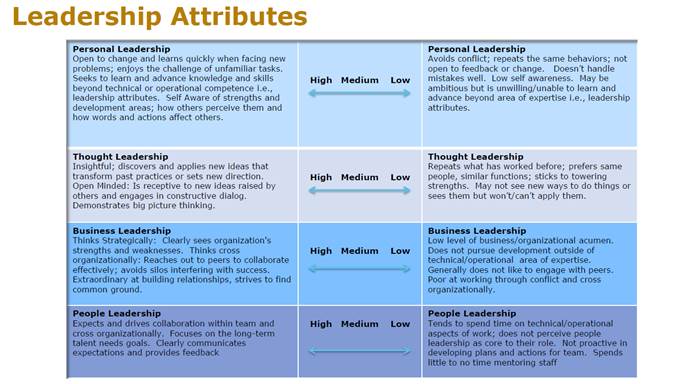 Leadership Attributes
Personal Leadership
Open to change and learns quickly when facing new
problems; enjoys the challenge of unfamiliar tasks.
Seeks to learn and advance knowledge and skills
beyond technical or operational competence i.e.,
leadership attributes.  Self Aware of strengths and
development areas; how others perceive them and
how words and actions affect others.
High Medium Low
Personal Leadership
Avoids conflict; repeats the same behaviors; not
open to feedback or change.  Doesn't handle
mistakes well.  Low self awareness.  May be
ambitious but is unwilling/unable to learn and
advance beyond area of expertise i.e., leadership
attributes.
Thought Leadership
Insightful; discovers and applies new ideas that
transform past practices or sets new direction.
Open Minded: Is receptive to new ideas raised by
others and engages in constructive dialog.
Demonstrates big picture thinking.
High Medium Low
Thought Leadership
Repeats what has worked before; prefers same
people, similar functions; sticks to towering
strengths.  May not see new ways to do things or
sees them but won't/can't apply them.
Business Leadership
Thinks Strategically:  Clearly sees organization's
strengths and weaknesses.  Thinks cross
organizationally: Reaches out to peers to collaborate
effectively; avoids silos interfering with success.
Extraordinary at building relationships, strives to find
common ground.
High Medium Low
Business Leadership
Low level of business/organizational acumen.
Does not pursue development outside of
technical/operational  area of expertise.
Generally does not like to engage with peers.
Poor at working through conflict and cross
organizationally.
People Leadership
Expects and drives collaboration within team and
cross organizationally.  Focuses on the long-term
talent needs goals.  Clearly communicates
expectations and provides feedback
High Medium Low
People Leadership
Tends to spend time on technical/operational
aspects of work; does not perceive people
leadership as core to their role.  Not proactive in
developing plans and actions for team.  Spends
little to no time mentoring staff